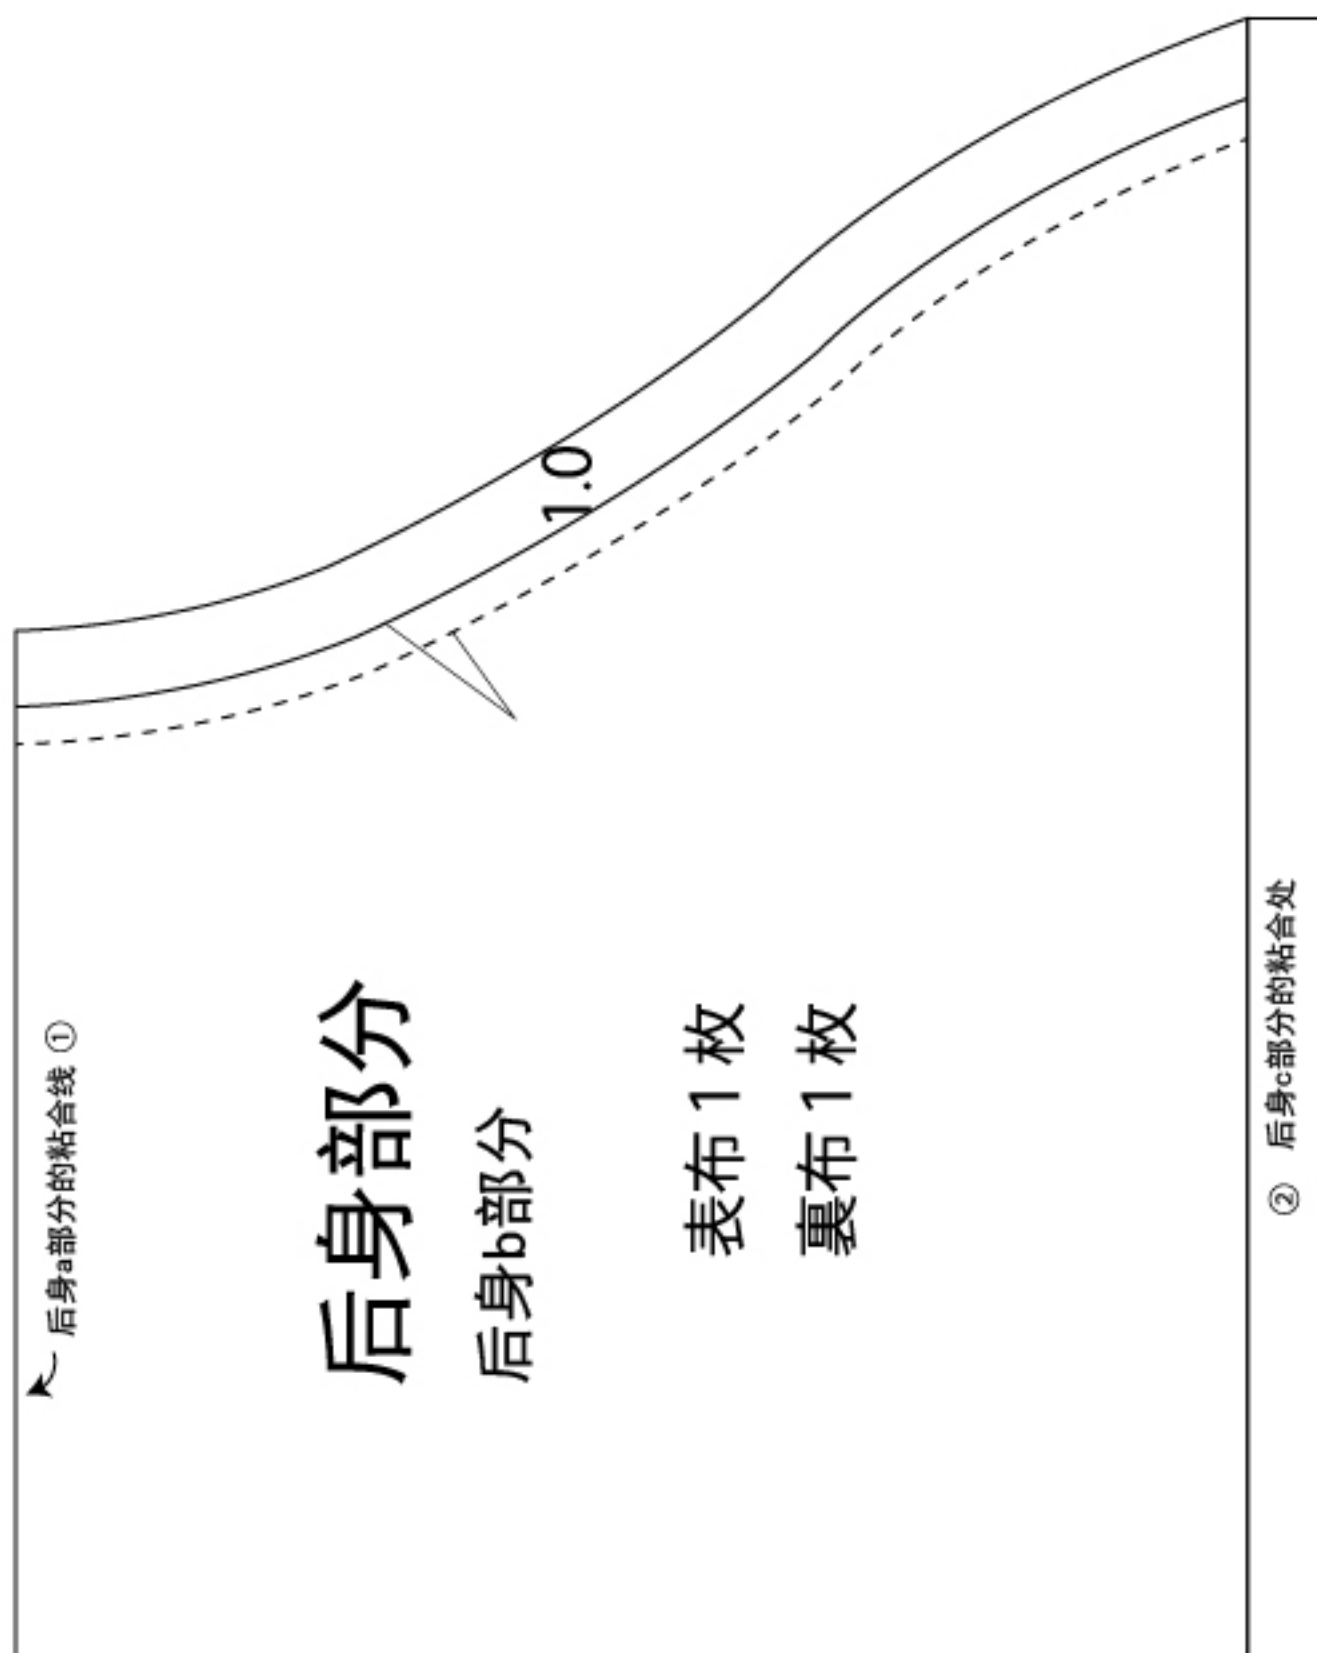 后身a部分的粘合线 ①
后身部分
后身b部分
1.0
表布 1 枚
裏布 1 枚
② 后身c部分的粘合处